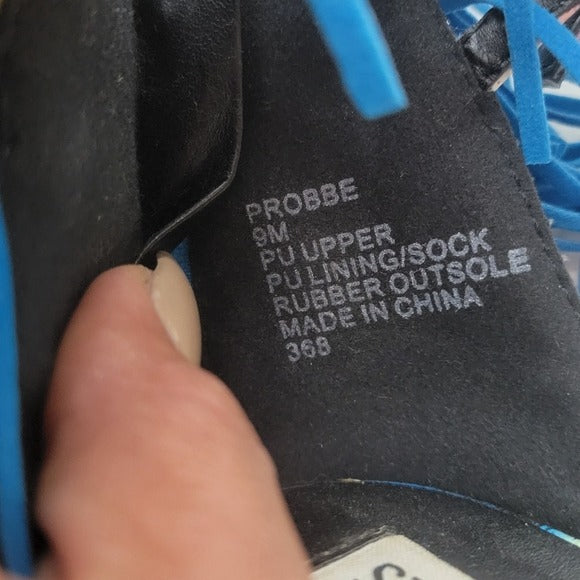 PROBBE
9M
PU UPPER
PU LINING/SOCK
RUBBER OUTSOLE
MADE IN CHINA
368